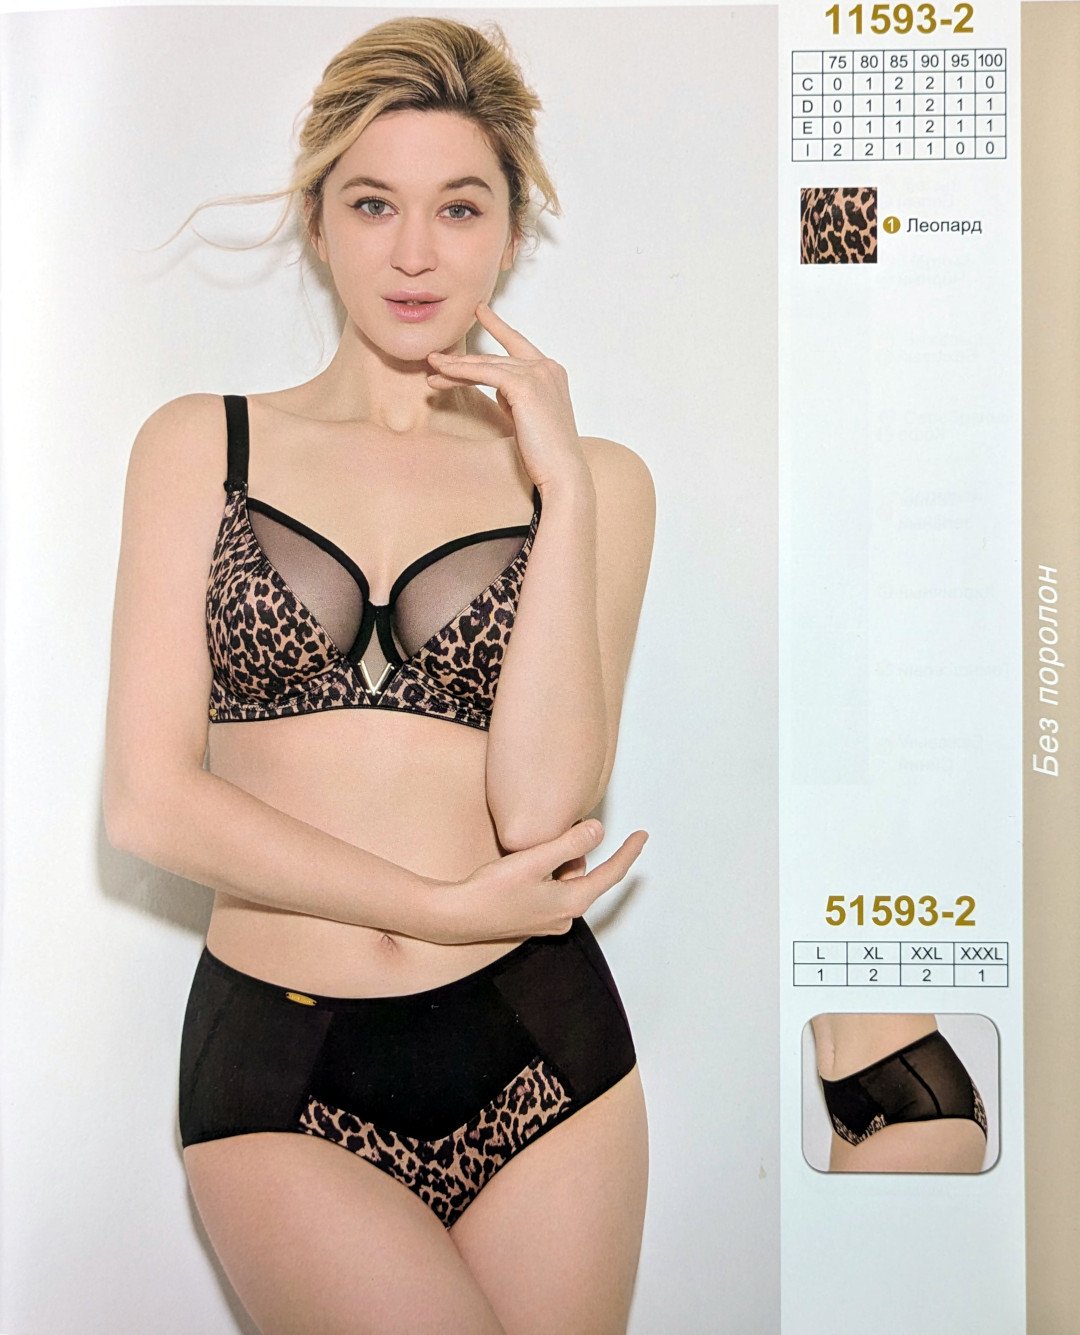 11593-2
75 80 85 90 95 100
C 0 1 2 2 1 0
D 0 1 1 2 1 1
E 0 1 1 2 1 1
I 2 2 1 1 0 0
1 Леопард
Без поролон
51593-2
L XL XXL XXXL
1 2 2 1